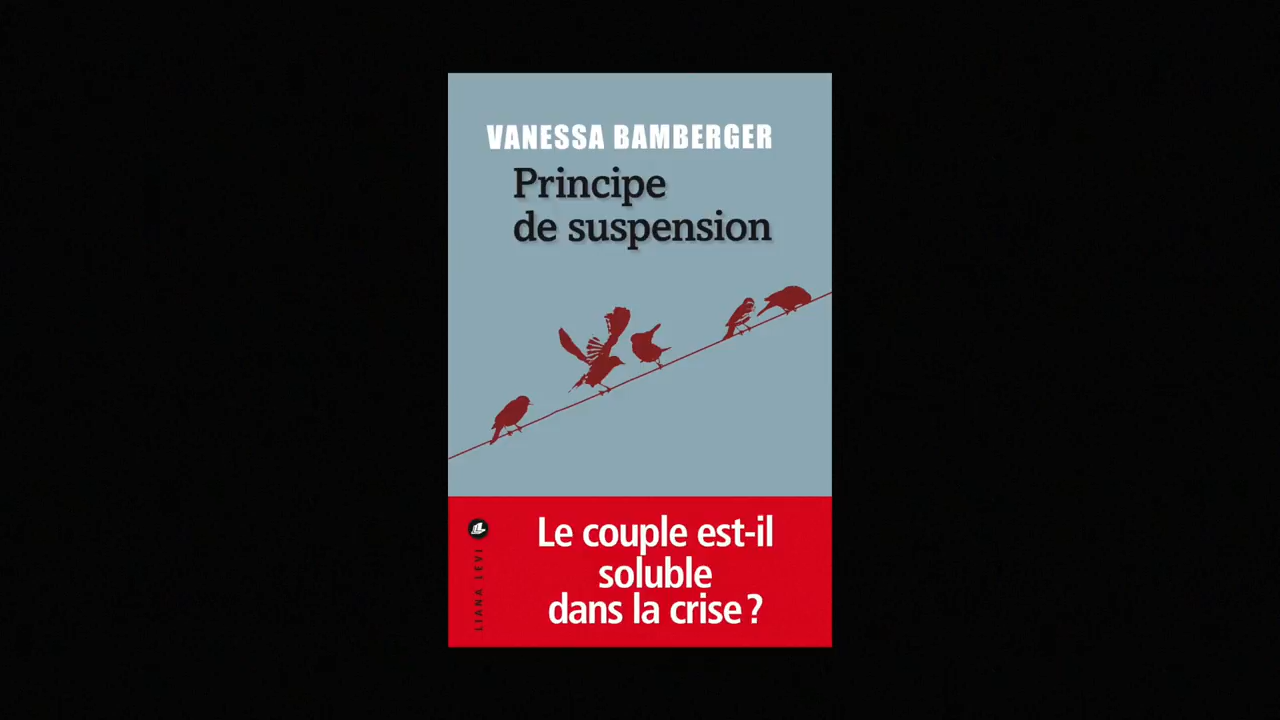 VANESSA BAMBERGER
Principe
de suspension
Le couple est-il
soluble
dans la crise ?
LIANA LEVI